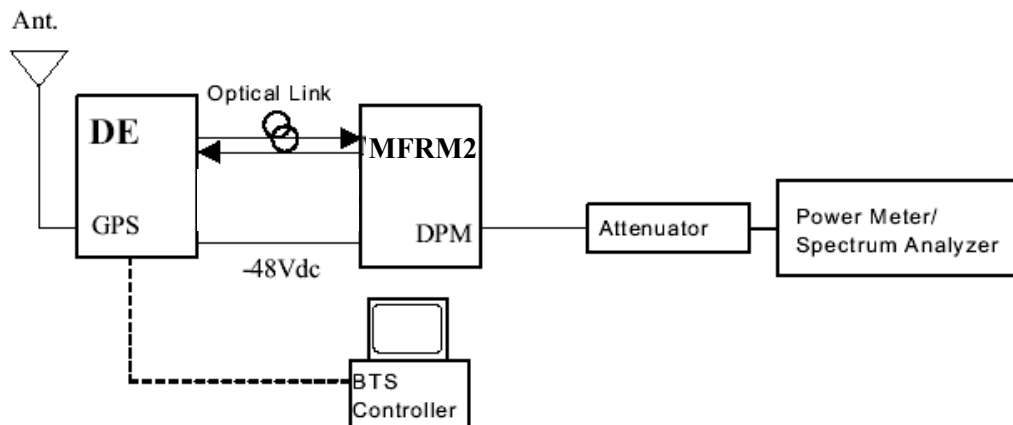 Ant.
Optical Link
DE
MFRM2
GPS
DPM
-48Vdc
Attenuator
Power Meter/
Spectrum Analyzer
BTS
Controller